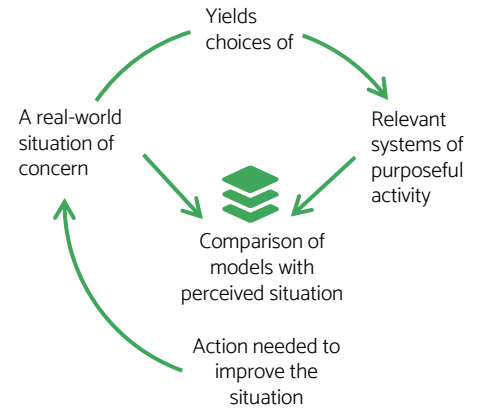 Yields
choices of
A real-world
situation of
concern
Relevant
systems of
purposeful
activity
Comparison of
models with
perceived situation
Action needed to
improve the
situation